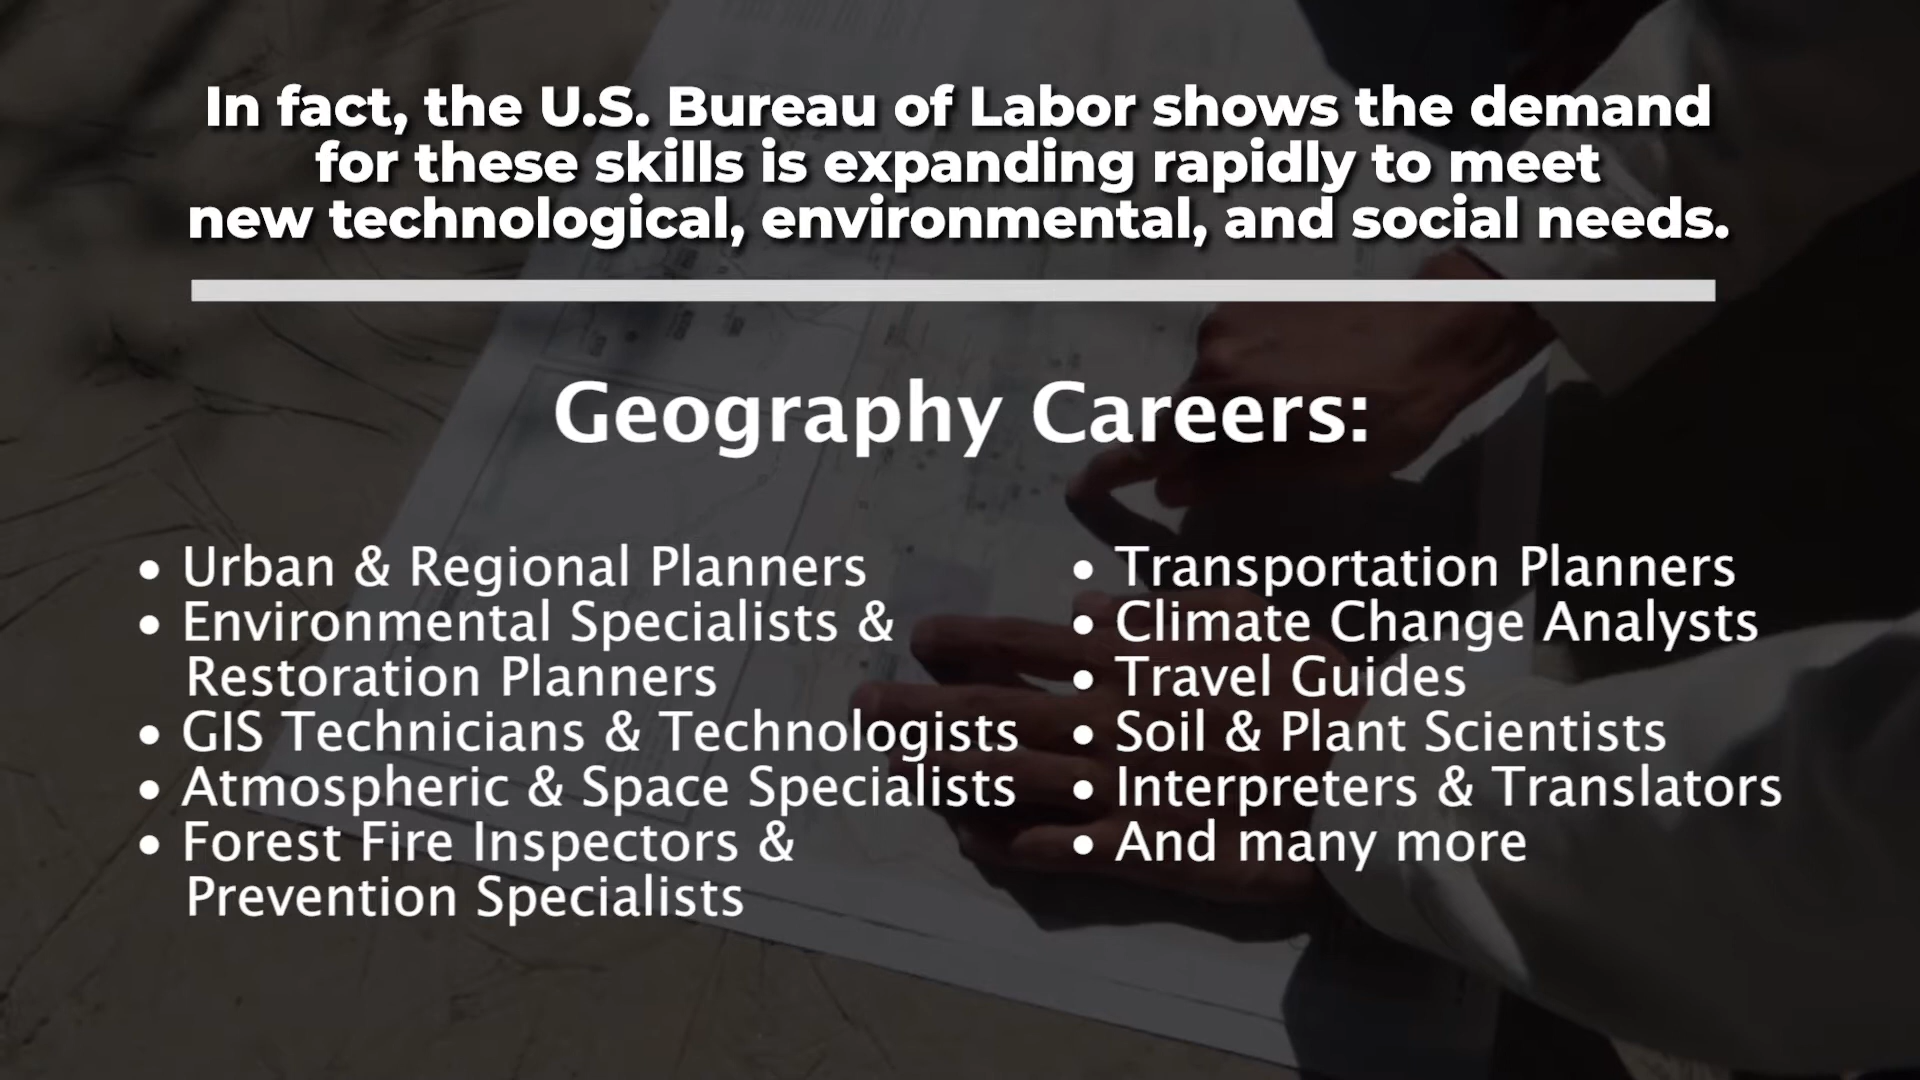 In fact, the U.S. Bureau of Labor shows the demand
for these skills is expanding rapidly to meet
new technological, environmental, and social needs.
Geography Careers:
• Urban & Regional Planners
• Environmental Specialists &
Restoration Planners
• GIS Technicians & Technologists
• Atmospheric & Space Specialists
• Forest Fire Inspectors &
Prevention Specialists
• Transportation Planners
• Climate Change Analysts
• Travel Guides
• Soil & Plant Scientists
• Interpreters & Translators
• And many more